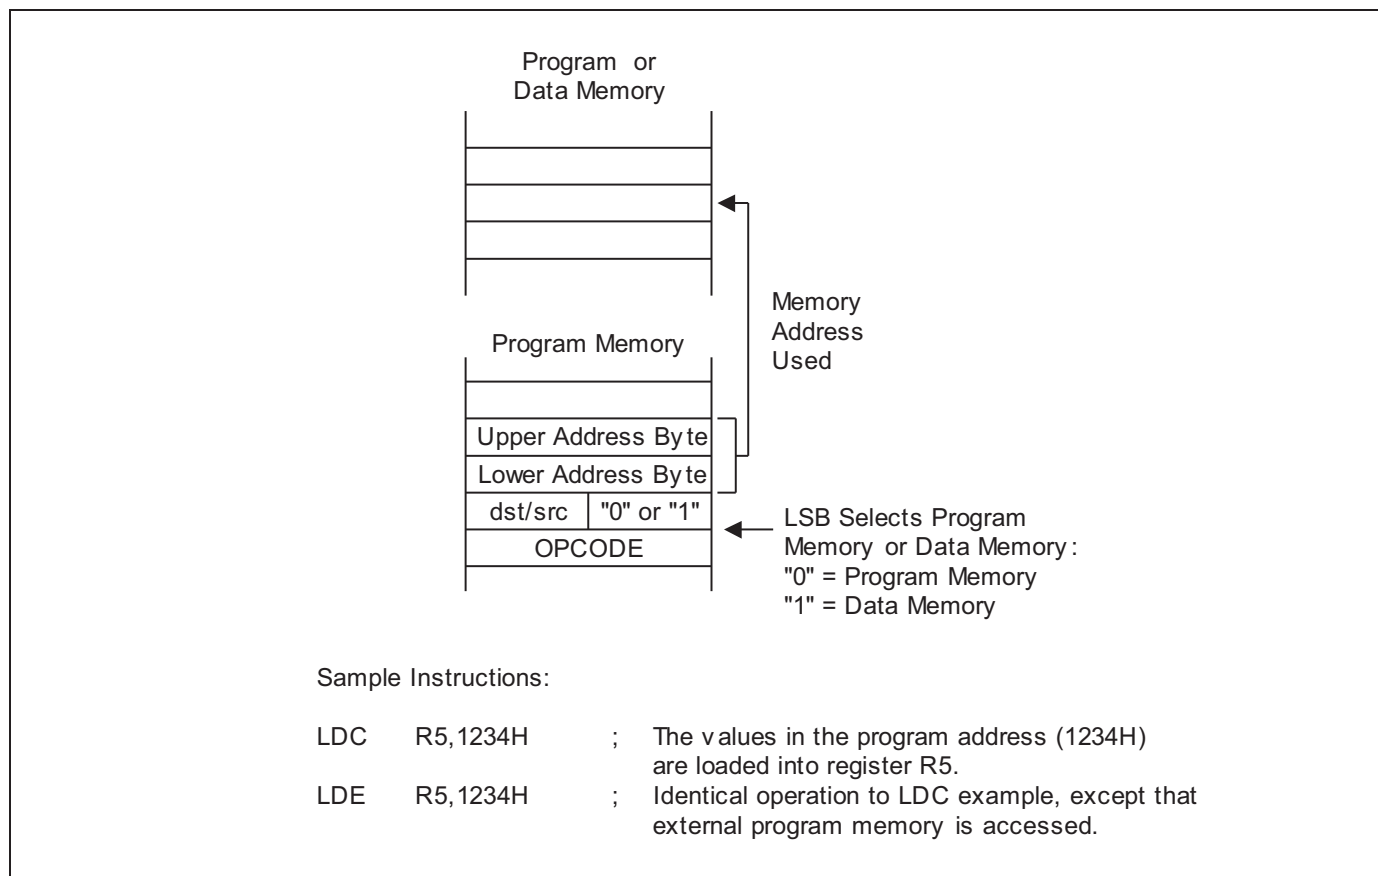 Program or
Data Memory
Memory
Address
Used
Program Memory
Upper Address Byte
Lower Address Byte
dst/src "0" or "1"
OPCODE
LSB Selects Program
Memory or Data Memory:
"0" = Program Memory
"1" = Data Memory
Sample Instructions:
LDC R5,1234H ; The values in the program address (1234H)
are loaded into register R5.
LDE R5,1234H ; Identical operation to LDC example, except that
external program memory is accessed.